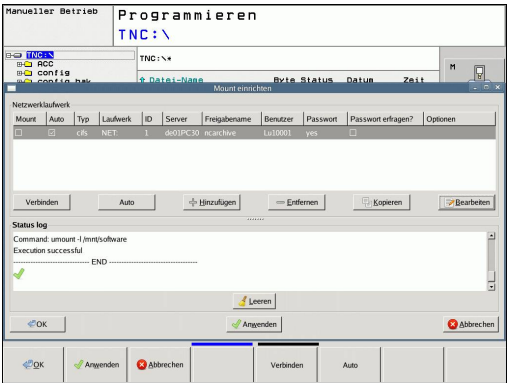 Manueller Betrieb
Programmieren
TNC:\
TNC:\
TNC:\*
ACC
config
config_bak
Datei-Name Byte Status Datum Zeit
M
Mount einrichten
Netzwerklaufwerk
Mount Auto Typ Laufwerk ID Server Freigabename Benutzer Passwort Passwort erfragen? Optionen
cifs NET: 1 de01PC30 ncarchive Lu10001 yes
Verbinden Auto Hinzufügen Entfernen Kopieren Bearbeiten
Status log
Command: umount -l /mnt/software
Execution successful
------------------------------ END -----------------------------------
Leeren
OK Anwenden Abbrechen
OK Anwenden Abbrechen Verbinden Auto